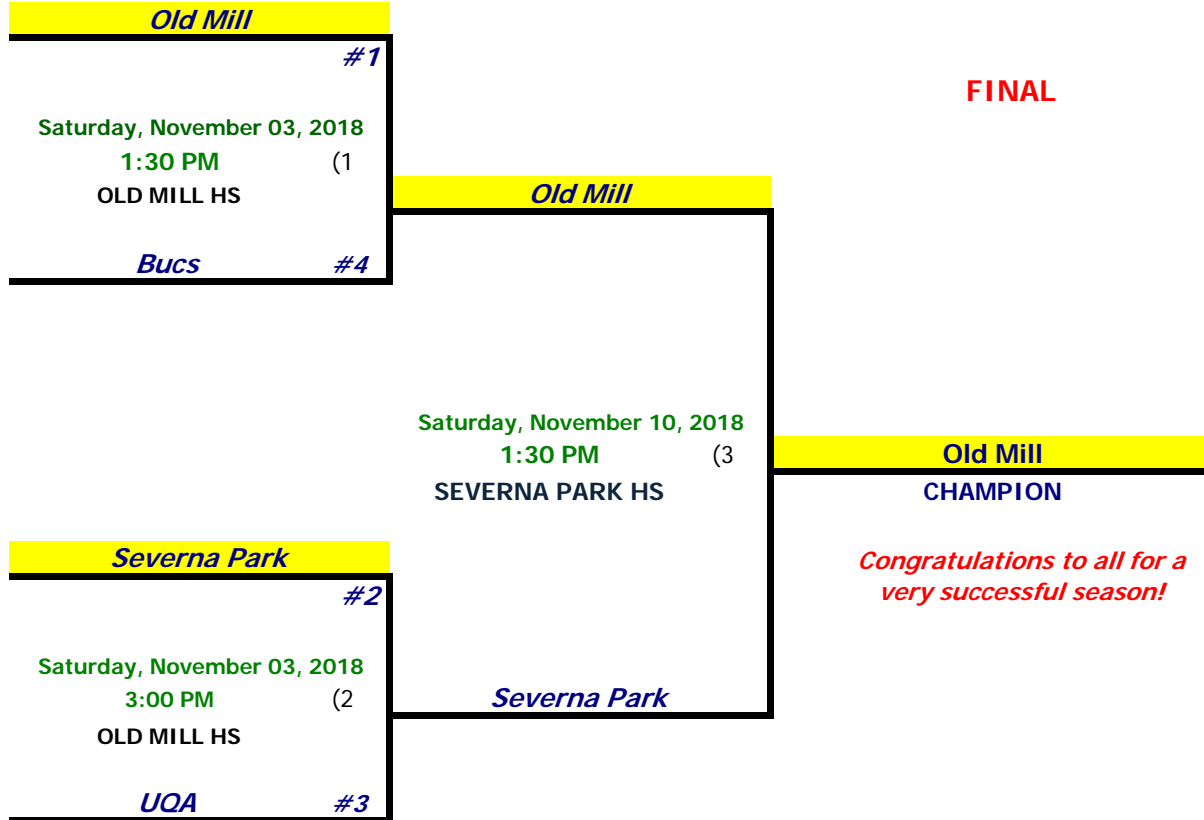 Old Mill
#1
FINAL
Saturday, November 03, 2018
1:30 PM (1
OLD MILL HS
Old Mill
Bucs #4
Saturday, November 10, 2018
1:30 PM (3
SEVERNA PARK HS
Old Mill
CHAMPION
Severna Park
#2
Congratulations to all for a
very successful season!
Saturday, November 03, 2018
3:00 PM (2
OLD MILL HS
Severna Park
UQA #3